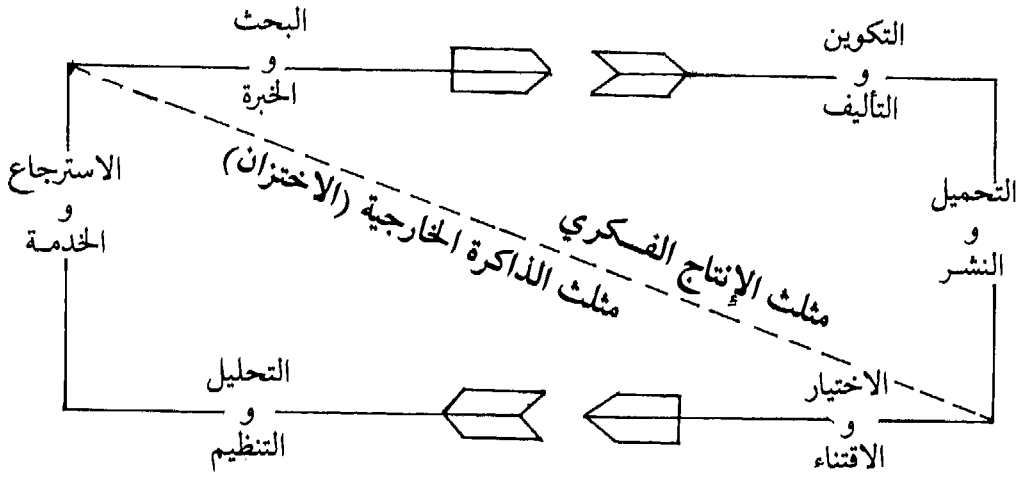 البحث
و
الخبرة
التكوين
و
التأليف
التحميل
و
النشر
الاسترجاع
و
الخدمة
مثلث الإنتاج الفكري
مثلث الذاكرة الخارجية (الاختزان)
الاختيار
و
الاقتناء
التحليل
و
التنظيم